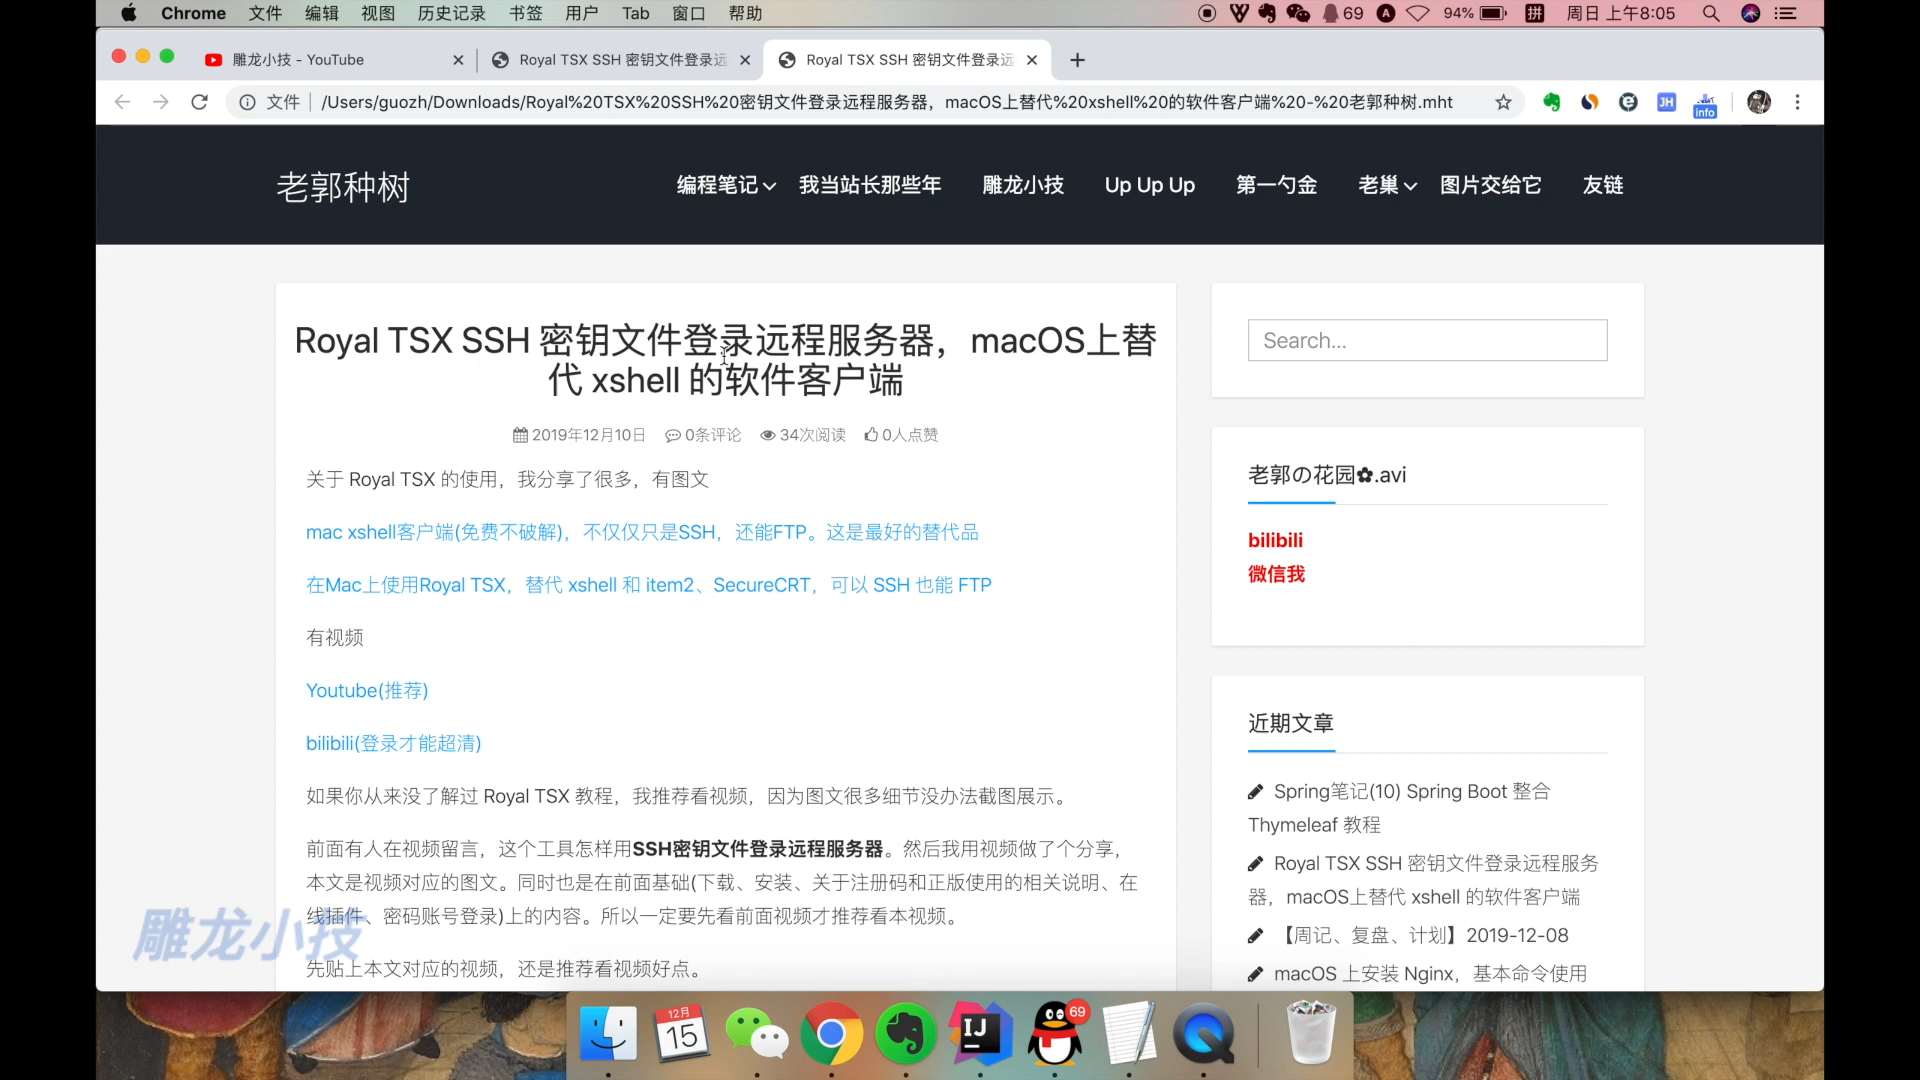 Chrome 文件 编辑 视图 历史记录 书签 用户 Tab 窗口 帮助 69 94% 拼 周日 上午8:05
雕龙小技 - YouTube
Royal TSX SSH 密钥文件登录远
Royal TSX SSH 密钥文件登录远
文件 /Users/guozh/Downloads/Royal%20TSX%20SSH%20密钥文件登录远程服务器，macOS上替代%20xshell%20的软件客户端%20-%20老郭种树.mht
JH
info
老郭种树
编程笔记 我当站长那些年 雕龙小技 Up Up Up 第一勺金 老巢 图片交给它 友链
Royal TSX SSH 密钥文件登录远程服务器，macOS上替
代 xshell 的软件客户端
2019年12月10日 0条评论 34次阅读 0人点赞
关于 Royal TSX 的使用，我分享了很多，有图文
mac xshell客户端(免费不破解)，不仅仅只是SSH，还能FTP。这是最好的替代品
在Mac上使用Royal TSX，替代 xshell 和 item2、SecureCRT，可以 SSH 也能 FTP
有视频
Youtube(推荐)
bilibili(登录才能超清)
如果你从来没了解过 Royal TSX 教程，我推荐看视频，因为图文很多细节没办法截图展示。
前面有人在视频留言，这个工具怎样用SSH密钥文件登录远程服务器。然后我用视频做了个分享，
本文是视频对应的图文。同时也是在前面基础(下载、安装、关于注册码和正版使用的相关说明、在
线插件、密码账号登录)上的内容。所以一定要先看前面视频才推荐看本视频。
先贴上本文对应的视频，还是推荐看视频好点。
雕龙小技
Search...
老郭の花园✿.avi
bilibili
微信我
近期文章
Spring笔记(10) Spring Boot 整合
Thymeleaf 教程
Royal TSX SSH 密钥文件登录远程服务
器，macOS上替代 xshell 的软件客户端
【周记、复盘、计划】2019-12-08
macOS 上安装 Nginx，基本命令使用
12月
15
IJ
69